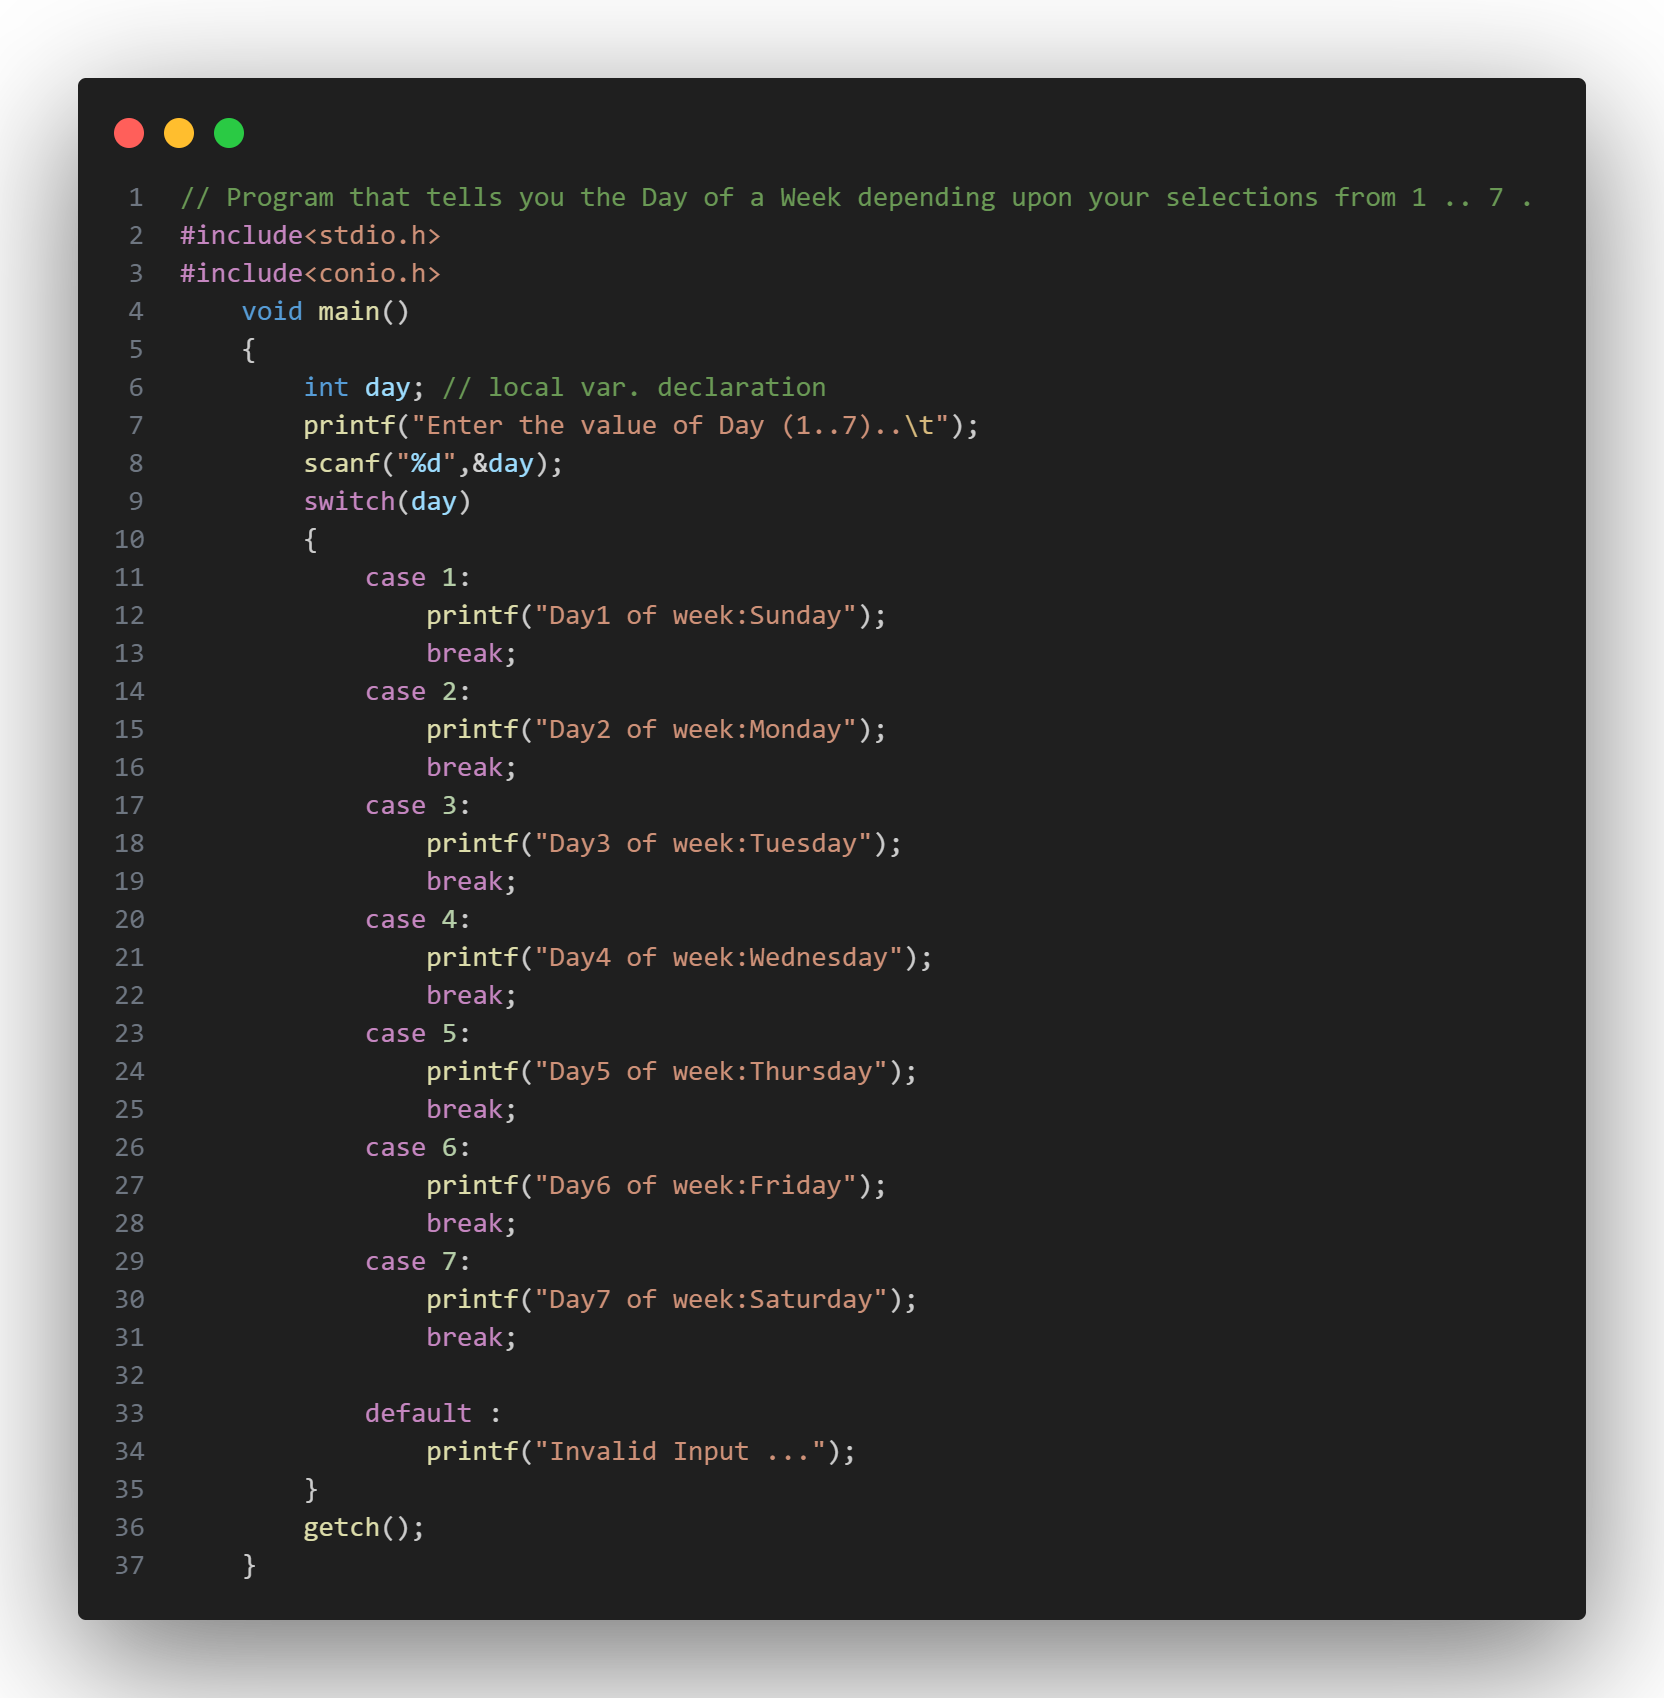 1 // Program that tells you the Day of a Week depending upon your selections from 1 .. 7 .
2 #include<stdio.h>
3 #include<conio.h>
4     void main()
5     {
6         int day; // local var. declaration
7         printf("Enter the value of Day (1..7)..\t");
8         scanf("%d",&day);
9         switch(day)
10         {
11             case 1:
12                 printf("Day1 of week:Sunday");
13                 break;
14             case 2:
15                 printf("Day2 of week:Monday");
16                 break;
17             case 3:
18                 printf("Day3 of week:Tuesday");
19                 break;
20             case 4:
21                 printf("Day4 of week:Wednesday");
22                 break;
23             case 5:
24                 printf("Day5 of week:Thursday");
25                 break;
26             case 6:
27                 printf("Day6 of week:Friday");
28                 break;
29             case 7:
30                 printf("Day7 of week:Saturday");
31                 break;
32
33             default :
34                 printf("Invalid Input ...");
35         }
36         getch();
37     }